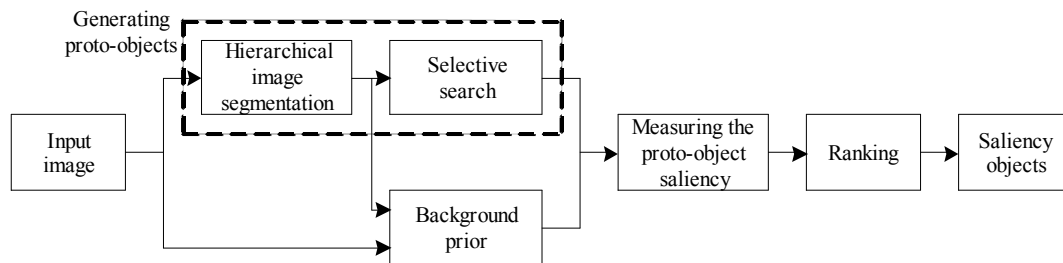 Generating
proto-objects
Hierarchical
image
segmentation
Selective
search
Input
image
Measuring the
proto-object
saliency
Ranking
Saliency
objects
Background
prior